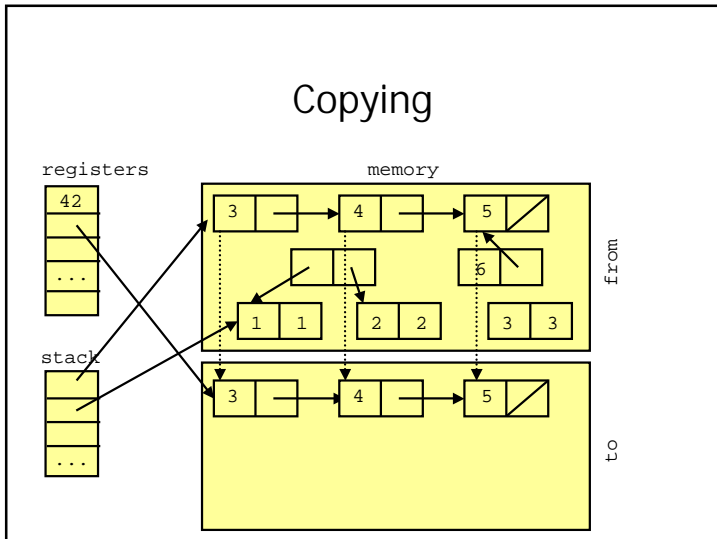 Copying
registers
memory
42
...
stack
...
3 4 5
6
1 1 2 2 3 3
from
3 4 5
to